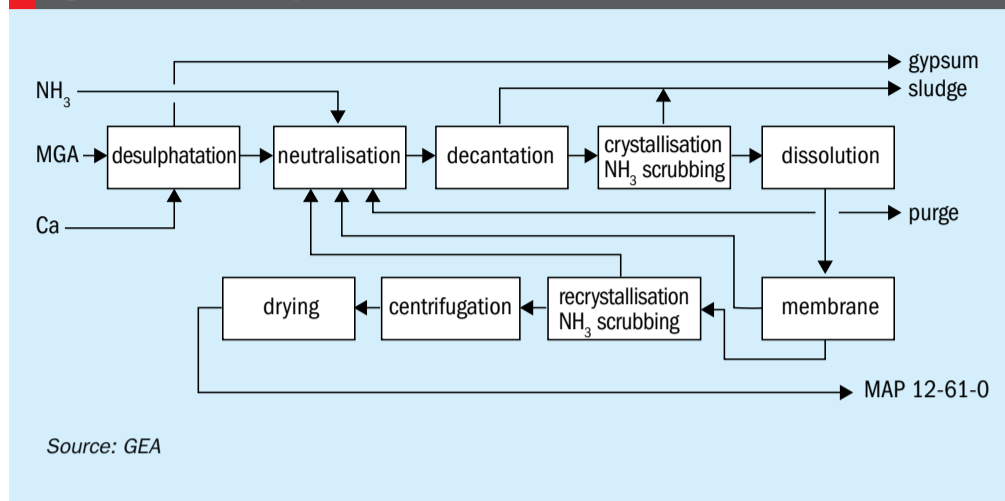 gypsum
NH₃
sludge
MGA
desulphatation
neutralisation
decantation
crystallisation
NH₃ scrubbing
dissolution
Ca
purge
drying
centrifugation
recrystallisation
NH₃ scrubbing
membrane
MAP 12-61-0
Source: GEA